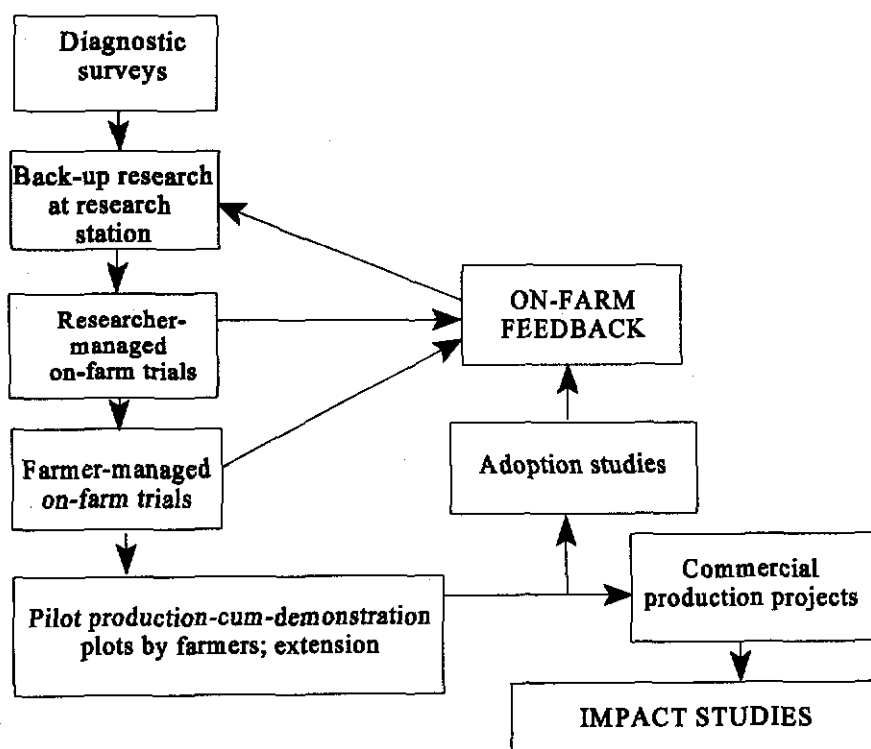 Diagnostic
surveys
Back-up research
at research
station
Researcher-
managed
on-farm trials
ON-FARM
FEEDBACK
Farmer-managed
on-farm trials
Adoption studies
Pilot production-cum-demonstration
plots by farmers; extension
Commercial
production projects
IMPACT STUDIES